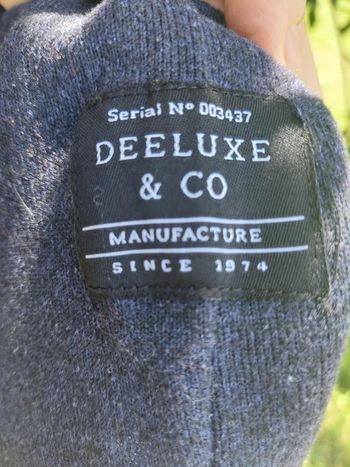 Serial Nº 003437
DEELUXE
& CO
MANUFACTURE
SINCE 1974